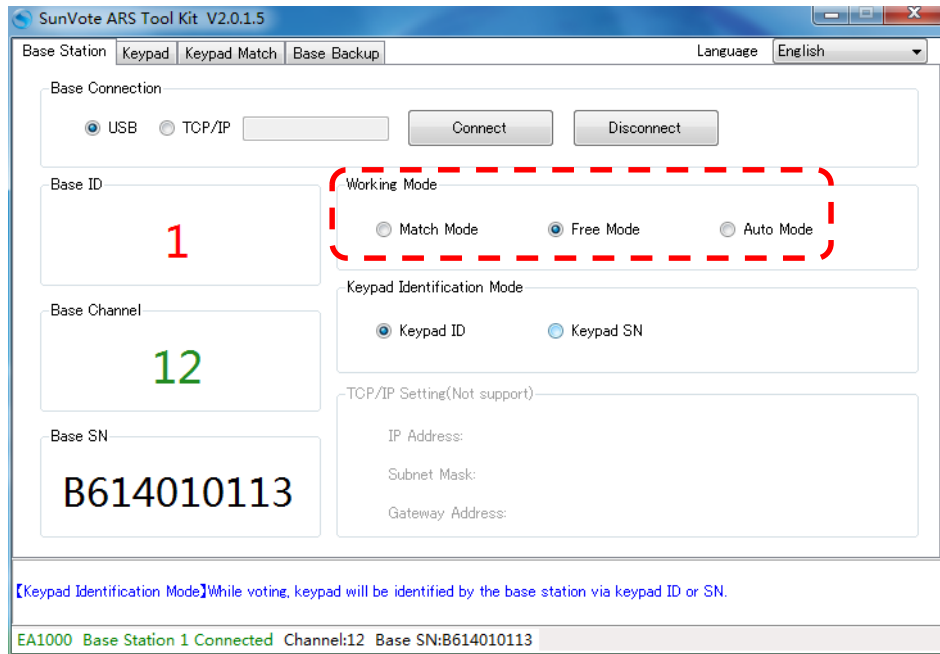 SunVote ARS Tool Kit V2.0.1.5
Base Station Keypad Keypad Match Base Backup Language English
Base Connection
USB TCP/IP Connect Disconnect
Base ID
1
Working Mode
Match Mode Free Mode Auto Mode
Base Channel
12
Keypad Identification Mode
Keypad ID Keypad SN
Base SN
B614010113
TCP/IP Setting(Not support)
IP Address:
Subnet Mask:
Gateway Address:
【Keypad Identification Mode】While voting, keypad will be identified by the base station via keypad ID or SN.
EA1000 Base Station 1 Connected Channel:12 Base SN:B614010113